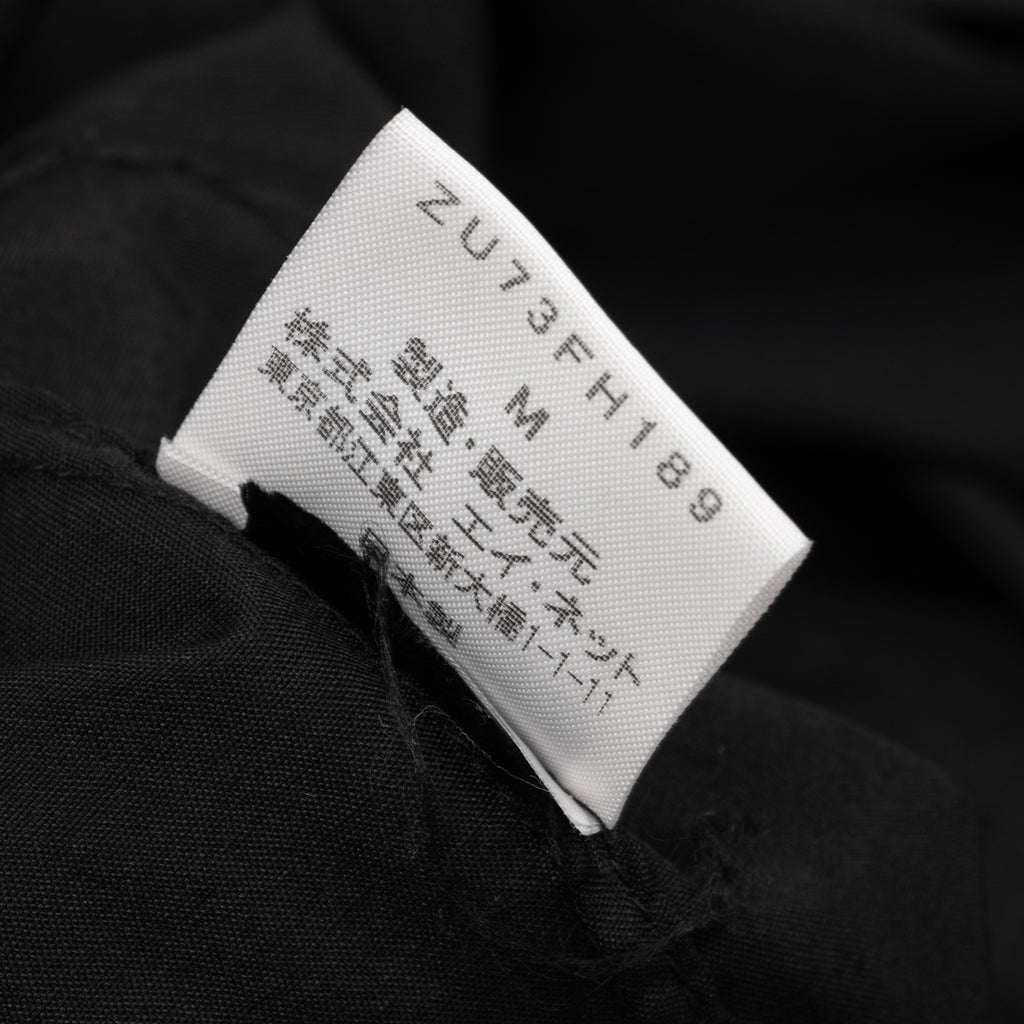 ZU73FH189
M
製造・販売元
株式会社 エイ・ネット
東京都江東区新大橋1-1-11
日本製